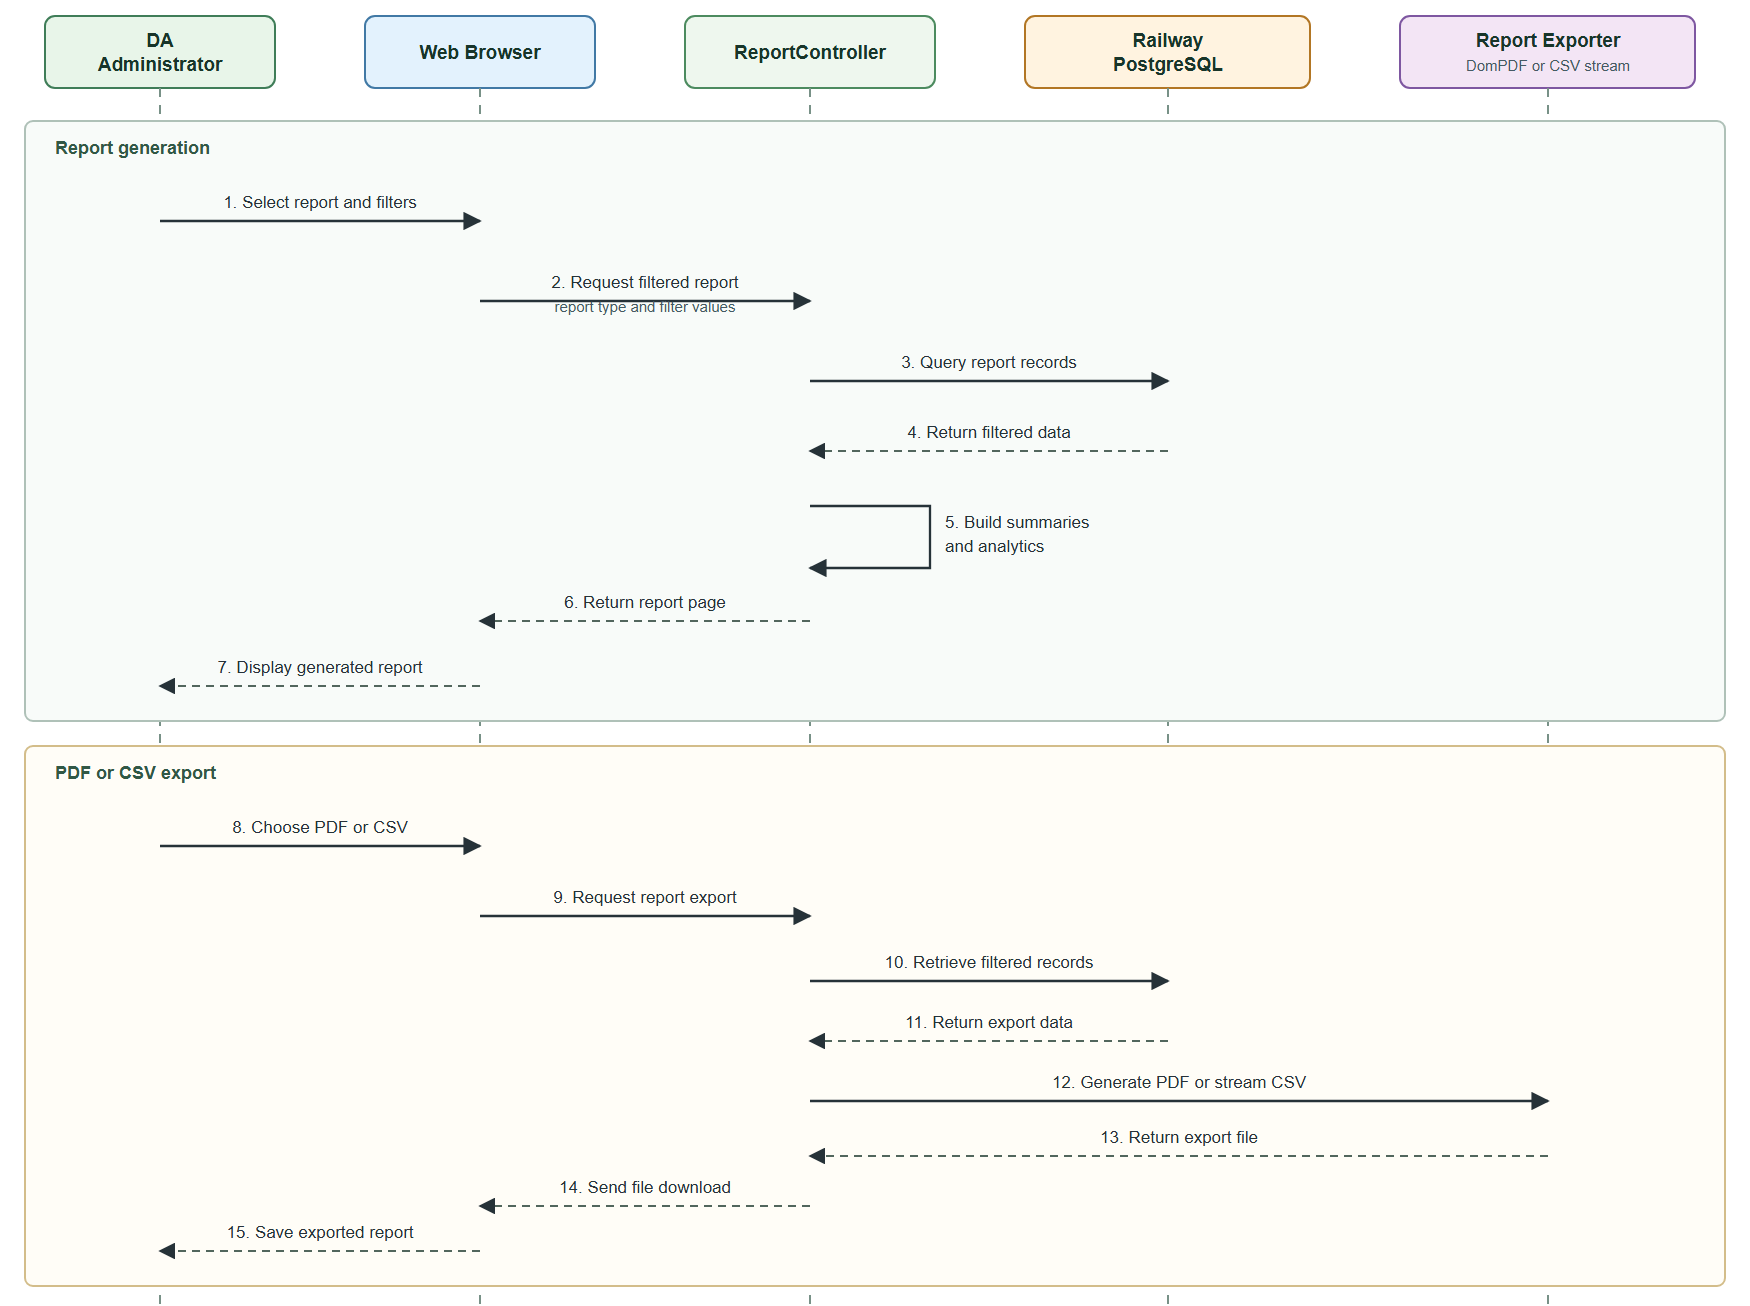 DA
Administrator
Web Browser
ReportController
Railway
PostgreSQL
Report Exporter
DomPDF or CSV stream
Report generation
1. Select report and filters
2. Request filtered report
report type and filter values
3. Query report records
4. Return filtered data
5. Build summaries
and analytics
6. Return report page
7. Display generated report
PDF or CSV export
8. Choose PDF or CSV
9. Request report export
10. Retrieve filtered records
11. Return export data
12. Generate PDF or stream CSV
13. Return export file
14. Send file download
15. Save exported report